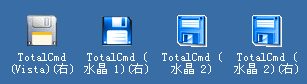 TotalCmd
(Vista)(右)
TotalCmd (
水晶 1)(右)
TotalCmd (
水晶 2)
TotalCmd (
水晶 2)(右)